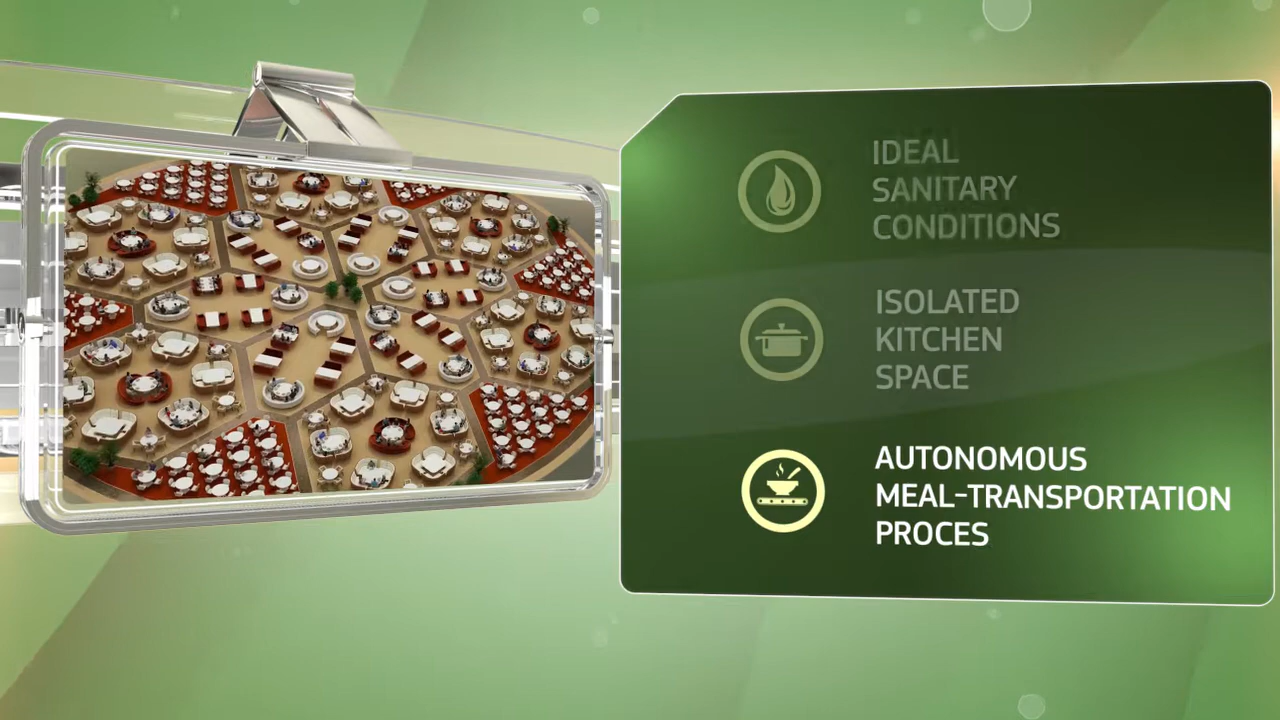 IDEAL
SANITARY
CONDITIONS
ISOLATED
KITCHEN
SPACE
AUTONOMOUS
MEAL-TRANSPORTATION
PROCES